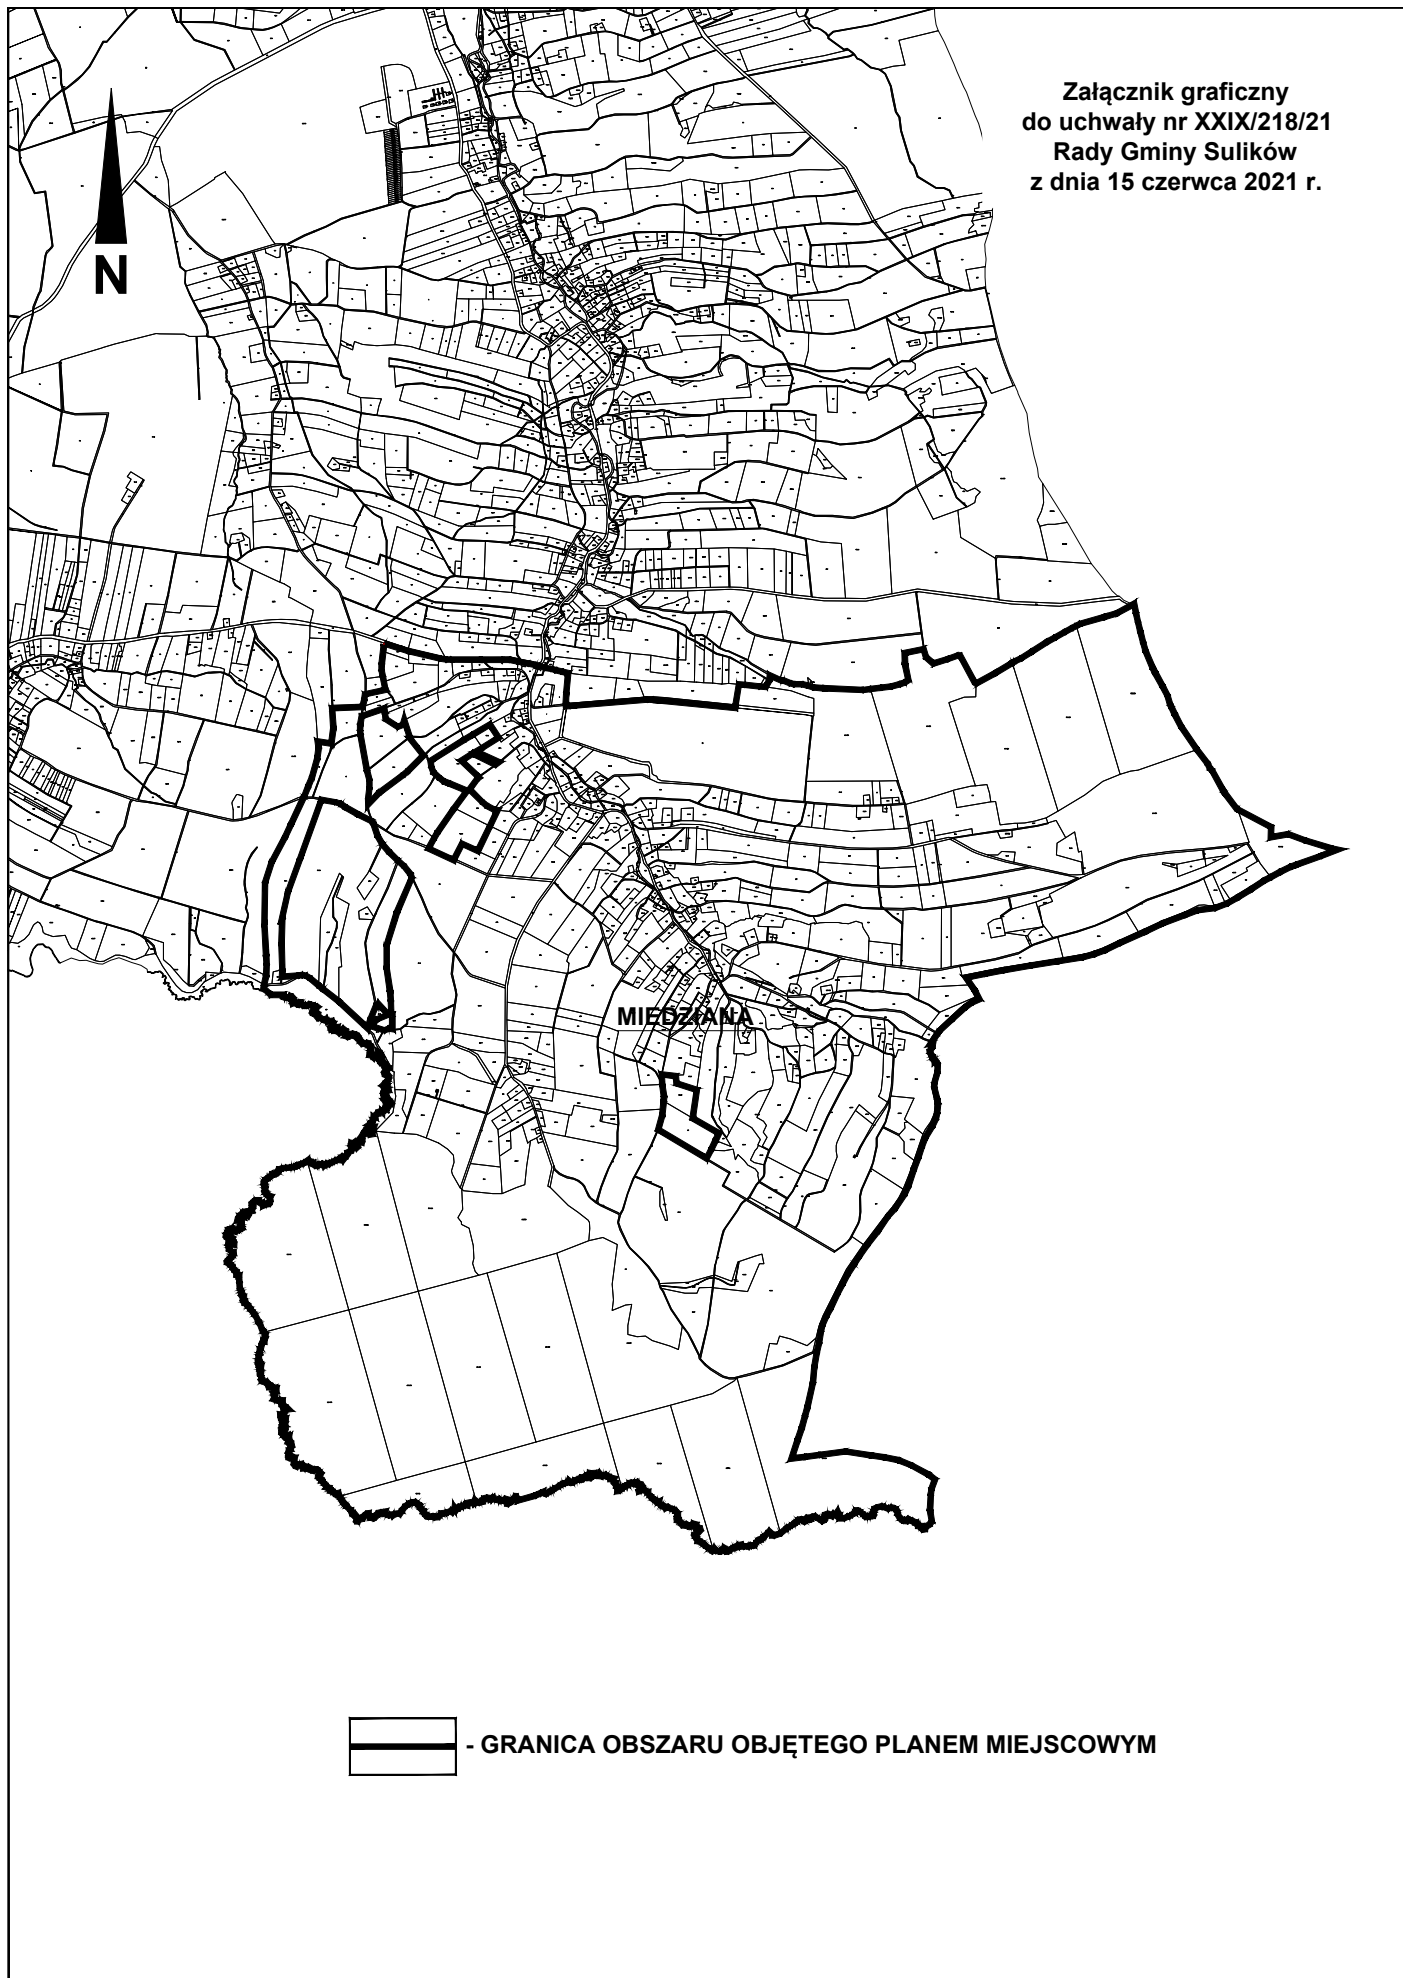 Załącznik graficzny
do uchwały nr XXIX/218/21
Rady Gminy Sulików
z dnia 15 czerwca 2021 r.
N
MIEDZIANA
- GRANICA OBSZARU OBJĘTEGO PLANEM MIEJSCOWYM